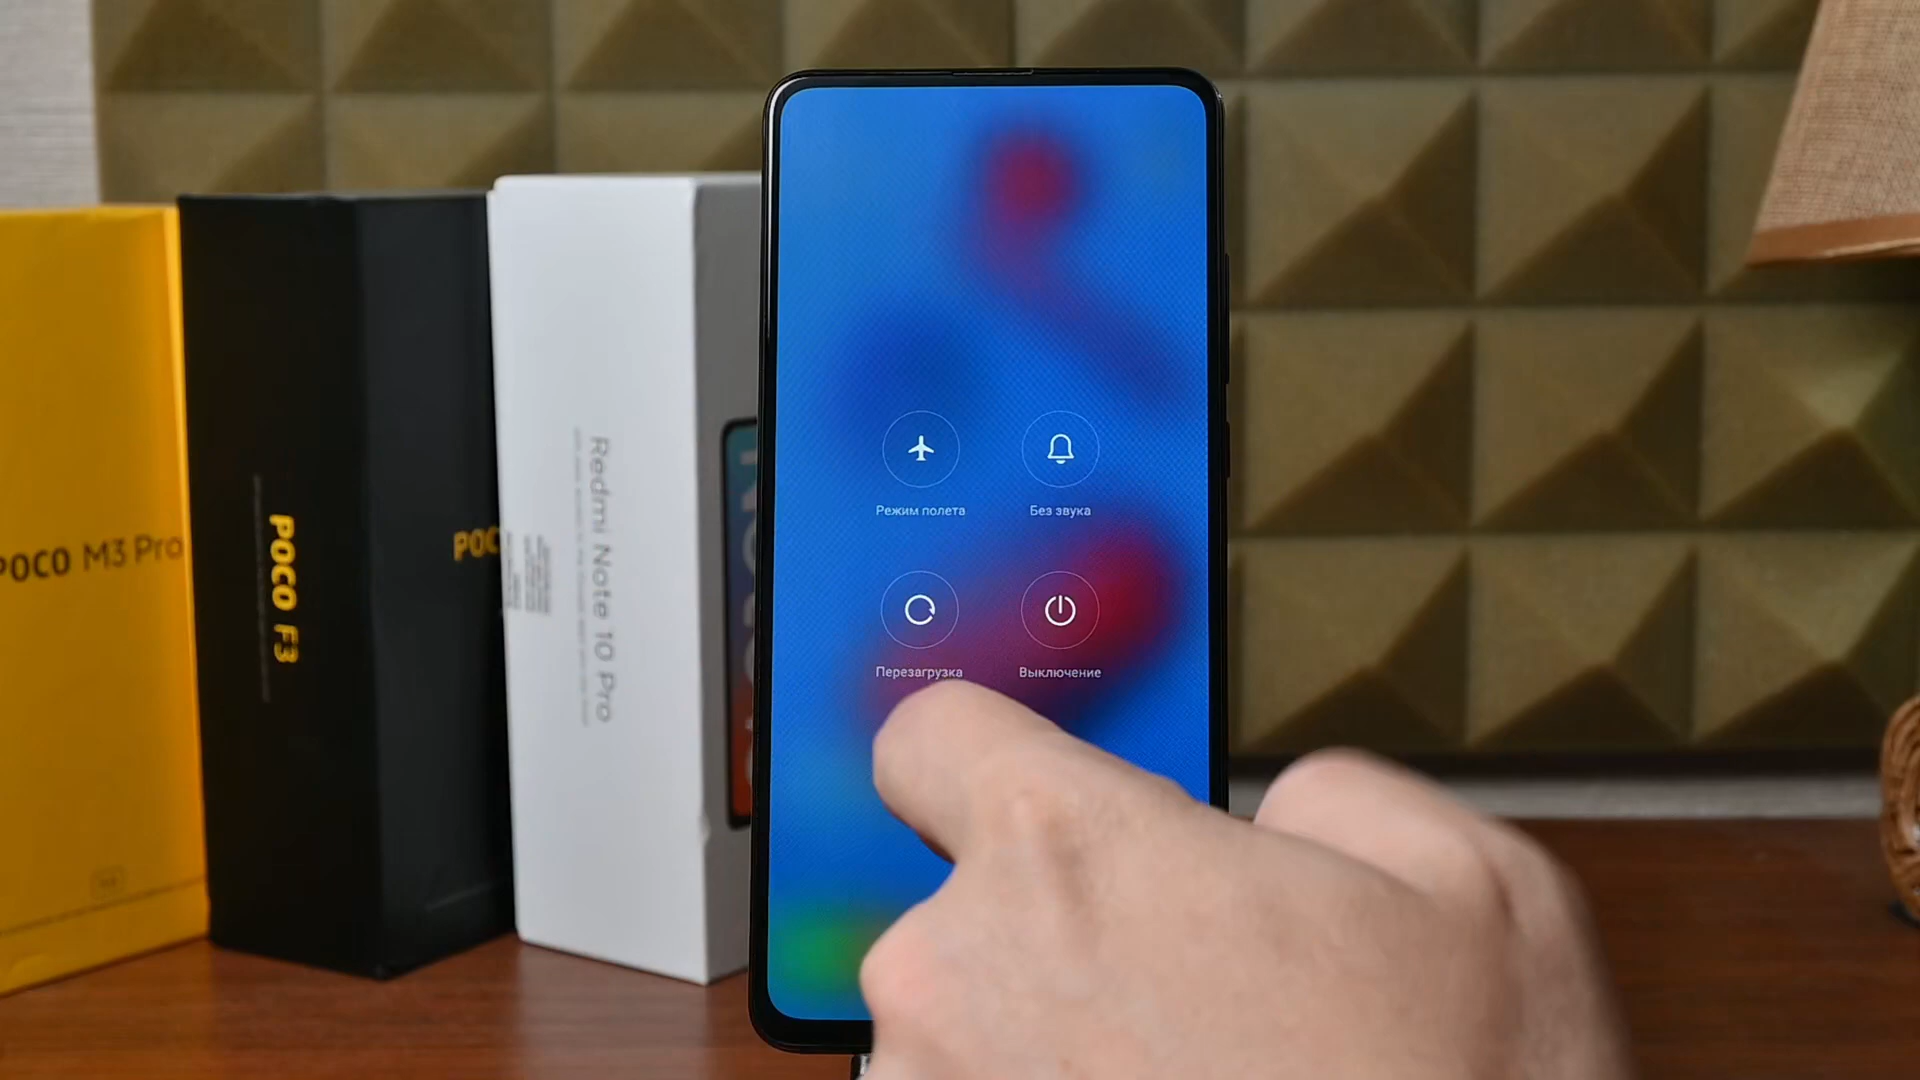 POCO M3 Pro
POCO F3
POC
Redmi Note 10 Pro
Режим полета
Без звука
Перезагрузка
Выключение